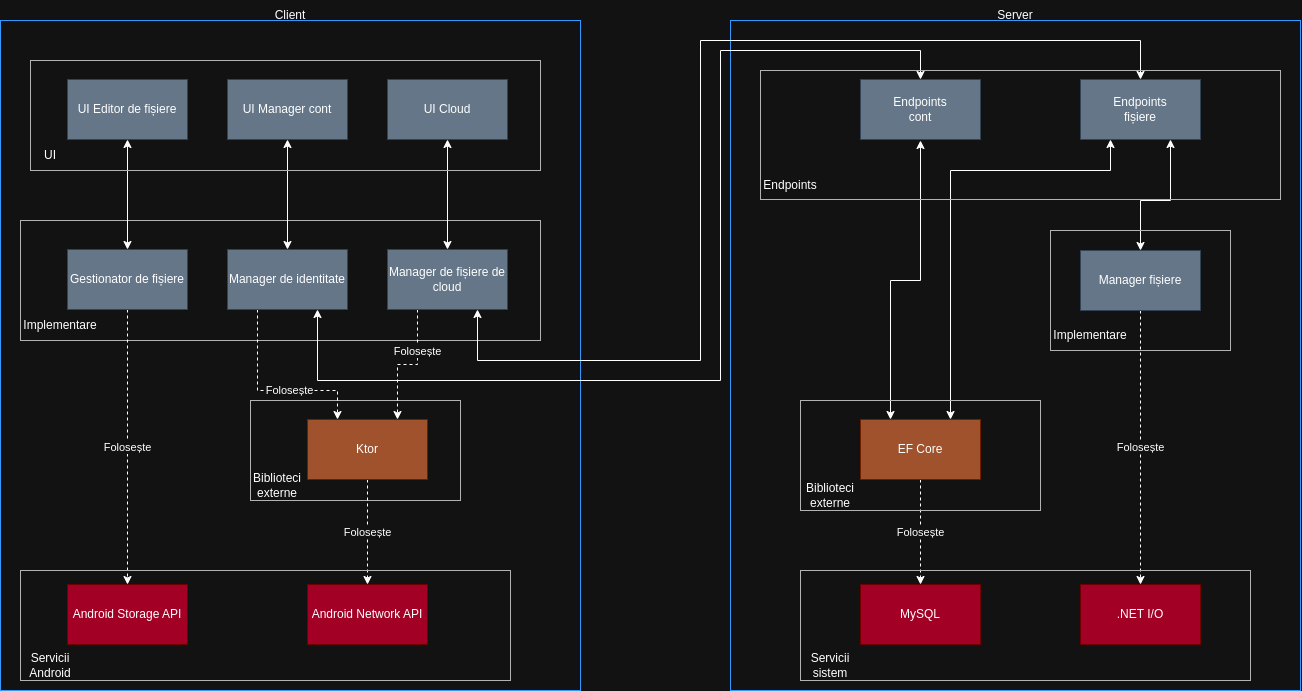 Client
UI Editor de fișiere
UI Manager cont
UI Cloud
UI
Gestionator de fișiere
Manager de identitate
Manager de fișiere de
cloud
Implementare
Folosește
Folosește
Folosește
Ktor
Biblioteci
externe
Folosește
Android Storage API
Android Network API
Servicii
Android
Server
Endpoints
cont
Endpoints
fișiere
Endpoints
Manager fișiere
Implementare
Folosește
EF Core
Biblioteci
externe
Folosește
MySQL
.NET I/O
Servicii
sistem